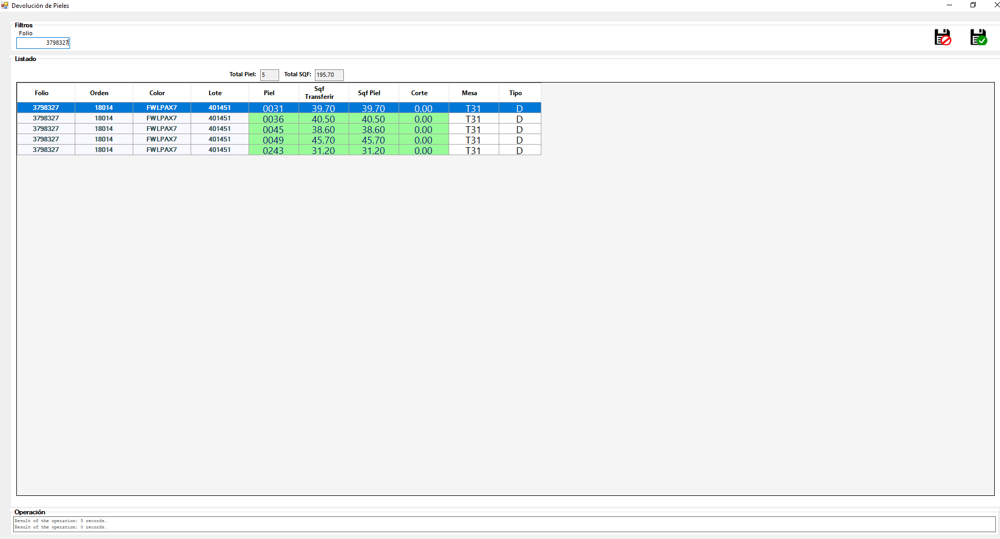 Devolución de Pieles
Filtros
Folio
3798327
Listado
Total Piel: 5 Total SQF: 195.70
Folio Orden Color Lote Piel Sqf Transferir Sqf Piel Corte Mesa Tipo
3798327 18014 FWLPAX7 401451 0031 39.70 39.70 0.00 T31 D
3798327 18014 FWLPAX7 401451 0036 40.50 40.50 0.00 T31 D
3798327 18014 FWLPAX7 401451 0045 38.60 38.60 0.00 T31 D
3798327 18014 FWLPAX7 401451 0049 45.70 45.70 0.00 T31 D
3798327 18014 FWLPAX7 401451 0243 31.20 31.20 0.00 T31 D
Operación
Result of the operation: 5 records.
Result of the operation: 0 records.